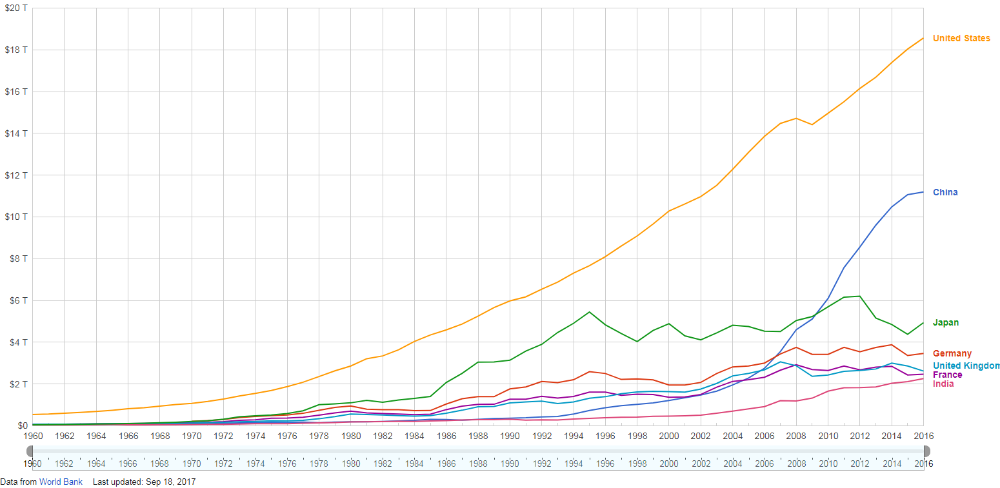 $20 T
$18 T
United States
$16 T
$14 T
$12 T
China
$10 T
$8 T
$6 T
Japan
$4 T
Germany
United Kingdom
France
$2 T
India
$0
1960 1962 1964 1966 1968 1970 1972 1974 1976 1978 1980 1982 1984 1986 1988 1990 1992 1994 1996 1998 2000 2002 2004 2006 2008 2010 2012 2014 2016
1960 1962 1964 1966 1968 1970 1972 1974 1976 1978 1980 1982 1984 1986 1988 1990 1992 1994 1996 1998 2000 2002 2004 2006 2008 2010 2012 2014 2016
Data from World Bank Last updated: Sep 18, 2017